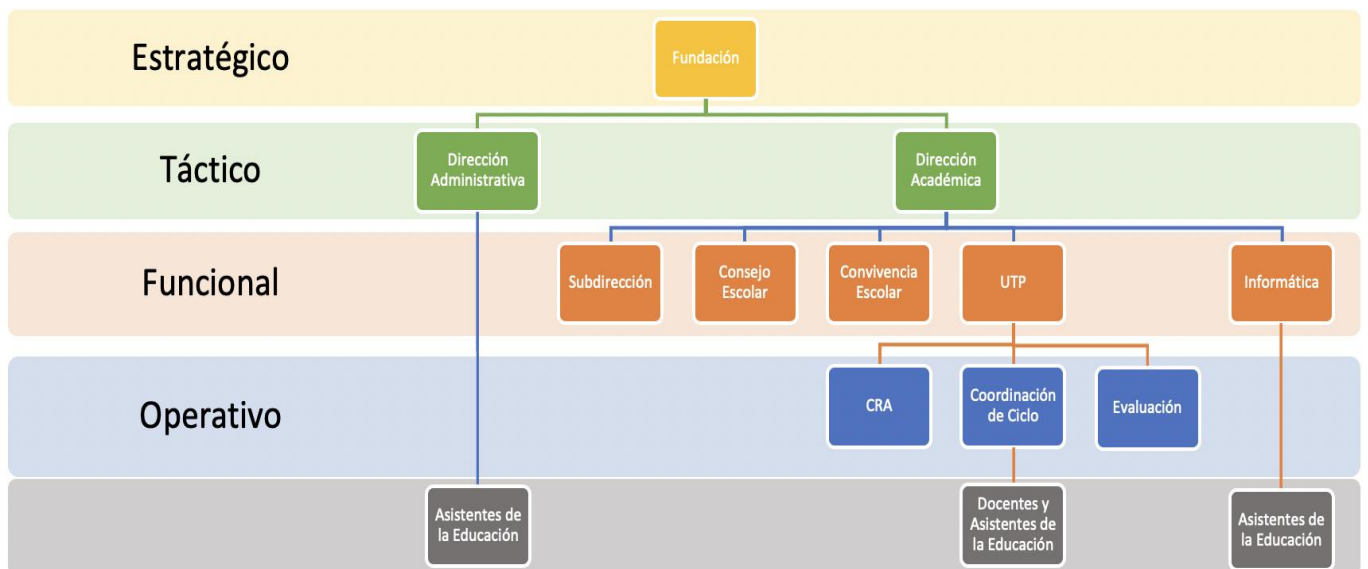 Estratégico
Fundación
Táctico
Dirección
Administrativa
Dirección
Académica
Funcional
Subdirección
Consejo
Escolar
Convivencia
Escolar
UTP
Informática
Operativo
CRA
Coordinación
de Ciclo
Evaluación
Asistentes de
la Educación
Docentes y
Asistentes de
la Educación
Asistentes de
la Educación